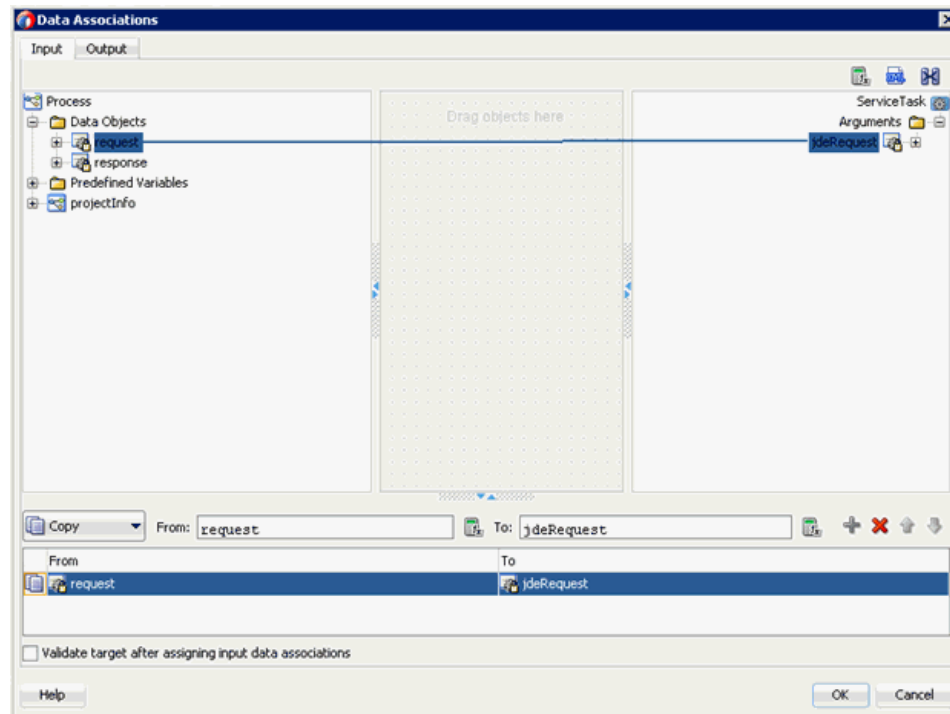 Data Associations
Input Output
Process
Data Objects
request
response
Predefined Variables
projectInfo
Drag objects here
ServiceTask
Arguments
jdeRequest
Copy From: request To: jdeRequest
From To
request jdeRequest
Validate target after assigning input data associations
Help OK Cancel